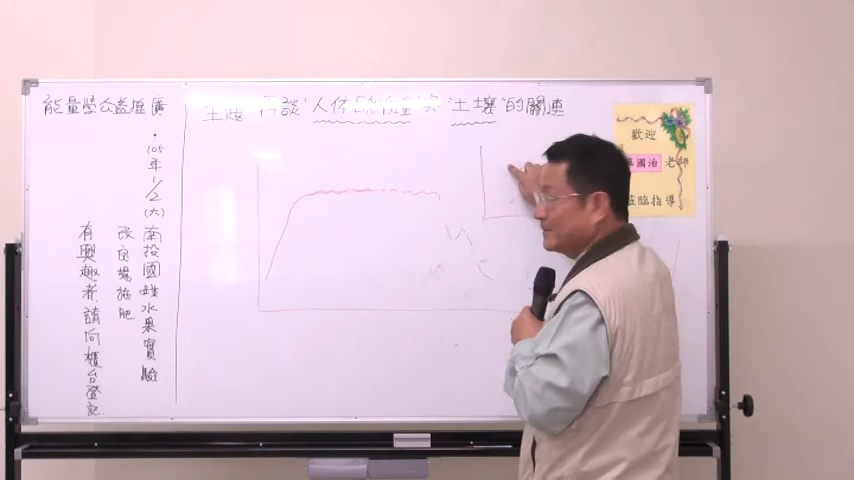 能量營公益推廣
主題 再談 人体 與 土壤 的關連
105年1/2(六)
南投國姓水果實驗
改良場施肥
有興趣者請向櫃台登記
歡迎
國治 老師
蒞臨指導